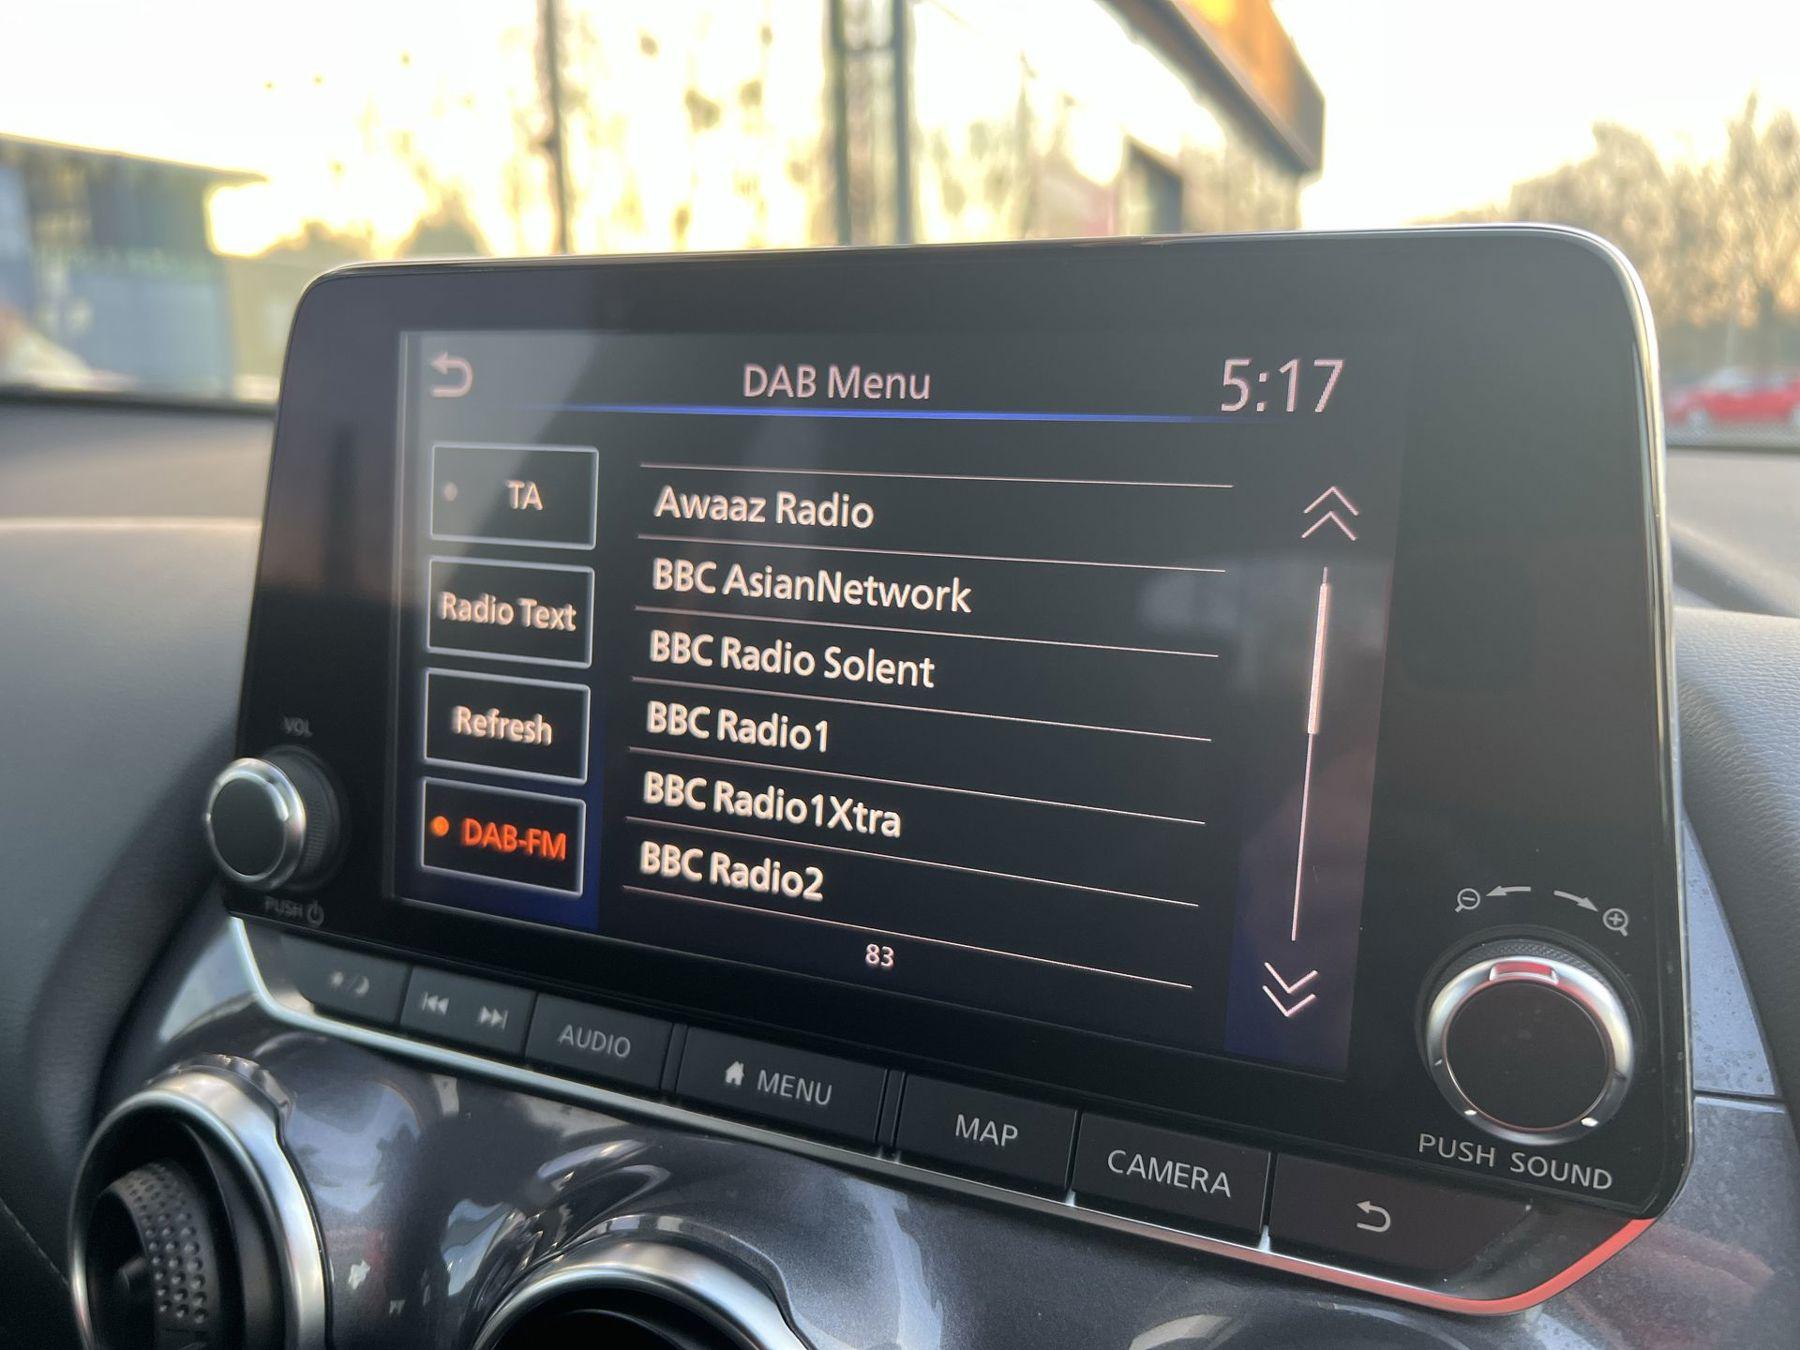 DAB Menu
5:17
TA
Radio Text
Refresh
DAB-FM
Awaaz Radio
BBC AsianNetwork
BBC Radio Solent
BBC Radio1
BBC Radio1Xtra
BBC Radio2
83
VOL
PUSH
AUDIO
MENU
MAP
CAMERA
PUSH SOUND